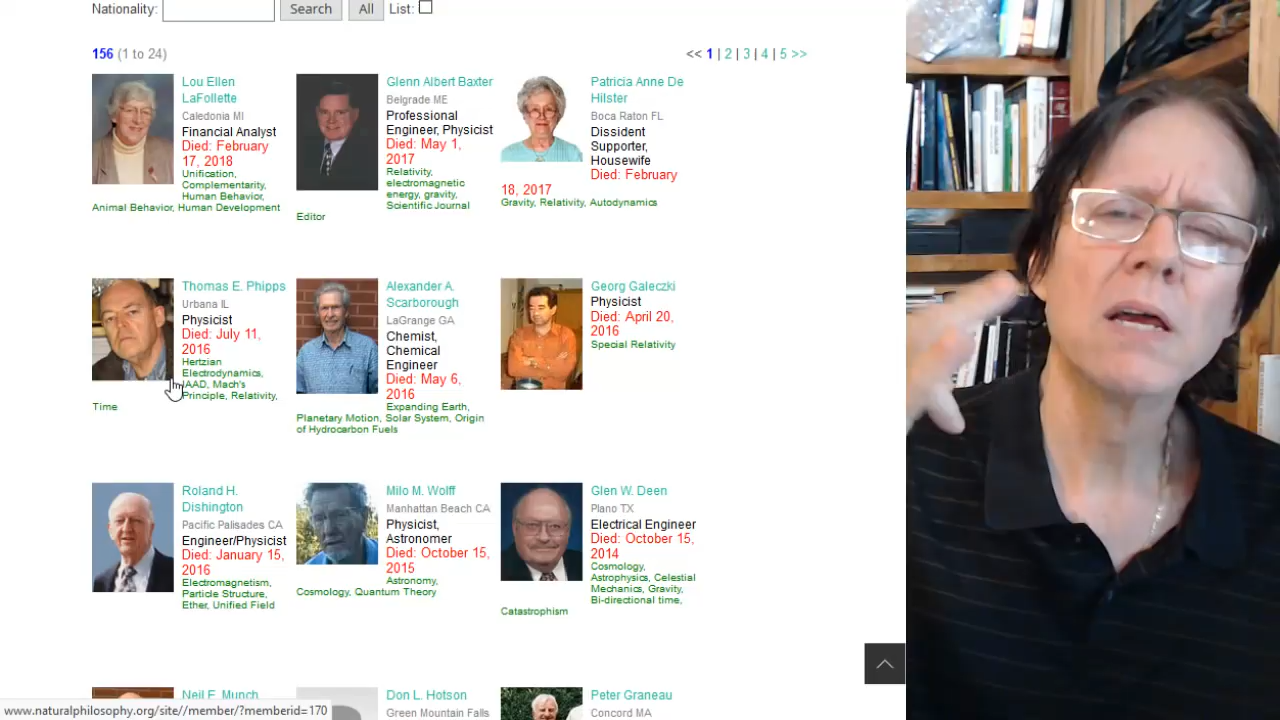 Nationality:
Search
All
List:
156 (1 to 24)
<< 1 | 2 | 3 | 4 | 5 >>
Lou Ellen
LaFollette
Caledonia MI
Financial Analyst
Died: February
17, 2018
Unification,
Complementarity,
Human Behavior,
Animal Behavior, Human Development
Glenn Albert Baxter
Belgrade ME
Professional
Engineer, Physicist
Died: May 1,
2017
Relativity,
electromagnetic
energy, gravity,
Scientific Journal
Editor
Patricia Anne De
Hilster
Boca Raton FL
Dissident
Supporter,
Housewife
Died: February
18, 2017
Gravity, Relativity, Autodynamics
Thomas E. Phipps
Urbana IL
Physicist
Died: July 11,
2016
Hertzian
Electrodynamics,
IAAD, Mach's
Principle, Relativity,
Time
Alexander A.
Scarborough
LaGrange GA
Chemist,
Chemical
Engineer
Died: May 6,
2016
Expanding Earth,
Planetary Motion, Solar System, Origin
of Hydrocarbon Fuels
Georg Galeczki
Physicist
Died: April 20,
2016
Special Relativity
Roland H.
Dishington
Pacific Palisades CA
Engineer/Physicist
Died: January 15,
2016
Electromagnetism,
Particle Structure,
Ether, Unified Field
Milo M. Wolff
Manhattan Beach CA
Physicist,
Astronomer
Died: October 15,
2015
Astronomy,
Cosmology, Quantum Theory
Glen W. Deen
Plano TX
Electrical Engineer
Died: October 15,
2014
Cosmology,
Astrophysics, Celestial
Mechanics, Gravity,
Bi-directional time,
Catastrophism
Neil E. Munch
Don L. Hotson
Green Mountain Falls
Peter Graneau
Concord MA
www.naturalphilosophy.org/site//member/?memberid=170